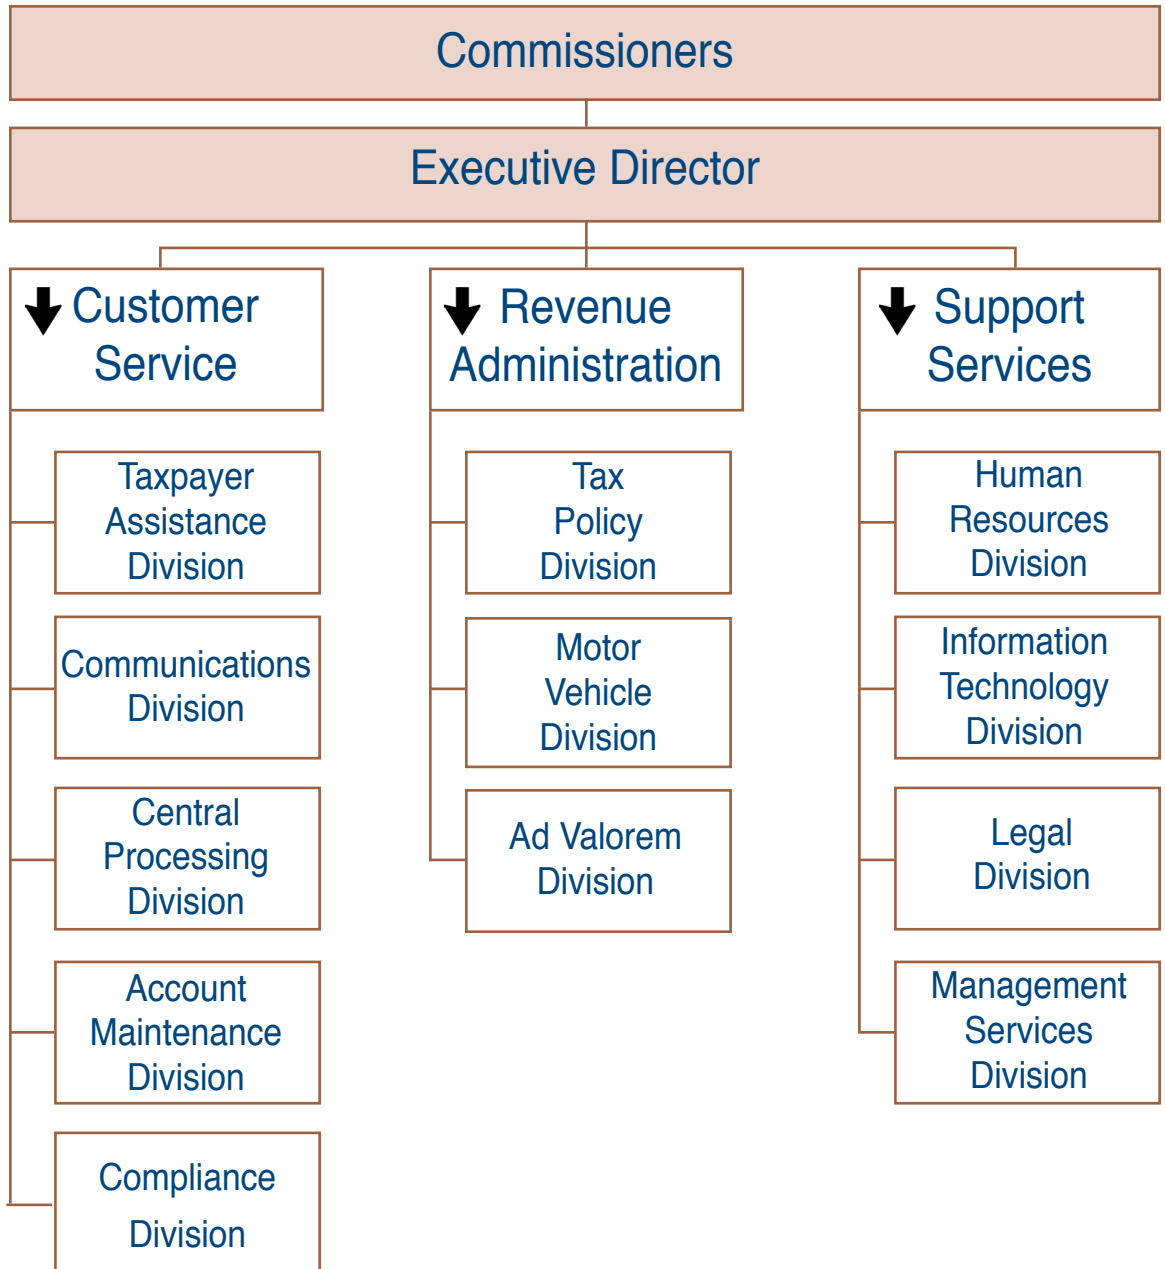 Commissioners
Executive Director
Customer
Service
Taxpayer
Assistance
Division
Communications
Division
Central
Processing
Division
Account
Maintenance
Division
Compliance
Division
Revenue
Administration
Tax
Policy
Division
Motor
Vehicle
Division
Ad Valorem
Division
Support
Services
Human
Resources
Division
Information
Technology
Division
Legal
Division
Management
Services
Division